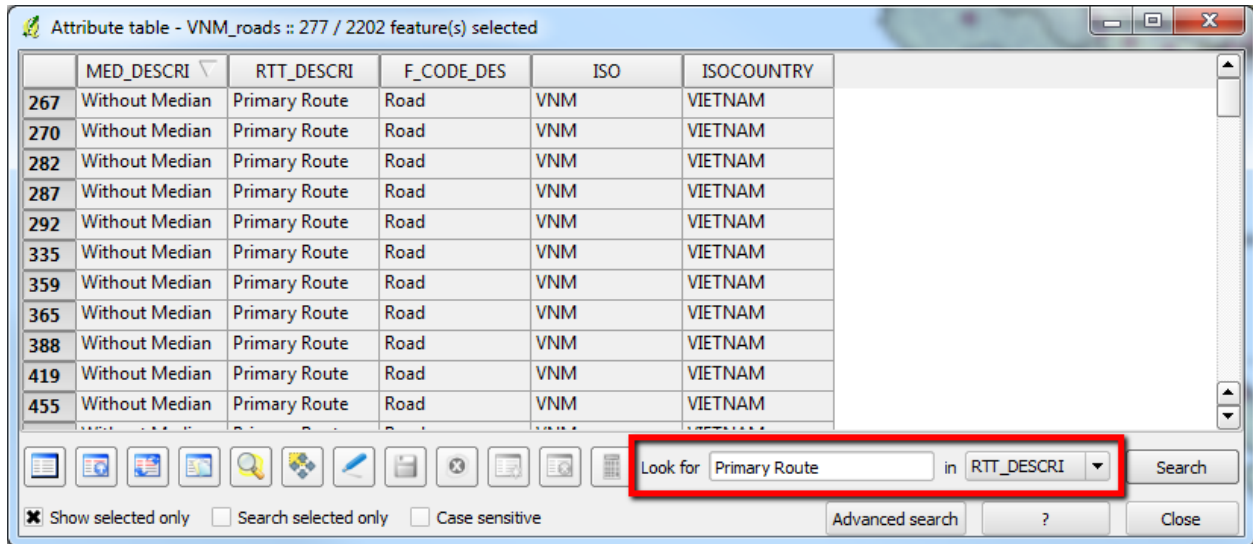 Attribute table - VNM_roads :: 277 / 2202 feature(s) selected
MED_DESCRI RTT_DESCRI F_CODE_DES ISO ISOCOUNTRY
267 Without Median Primary Route Road VNM VIETNAM
270 Without Median Primary Route Road VNM VIETNAM
282 Without Median Primary Route Road VNM VIETNAM
287 Without Median Primary Route Road VNM VIETNAM
292 Without Median Primary Route Road VNM VIETNAM
335 Without Median Primary Route Road VNM VIETNAM
359 Without Median Primary Route Road VNM VIETNAM
365 Without Median Primary Route Road VNM VIETNAM
388 Without Median Primary Route Road VNM VIETNAM
419 Without Median Primary Route Road VNM VIETNAM
455 Without Median Primary Route Road VNM VIETNAM
Look for Primary Route in RTT_DESCRI Search
Show selected only Search selected only Case sensitive Advanced search ? Close